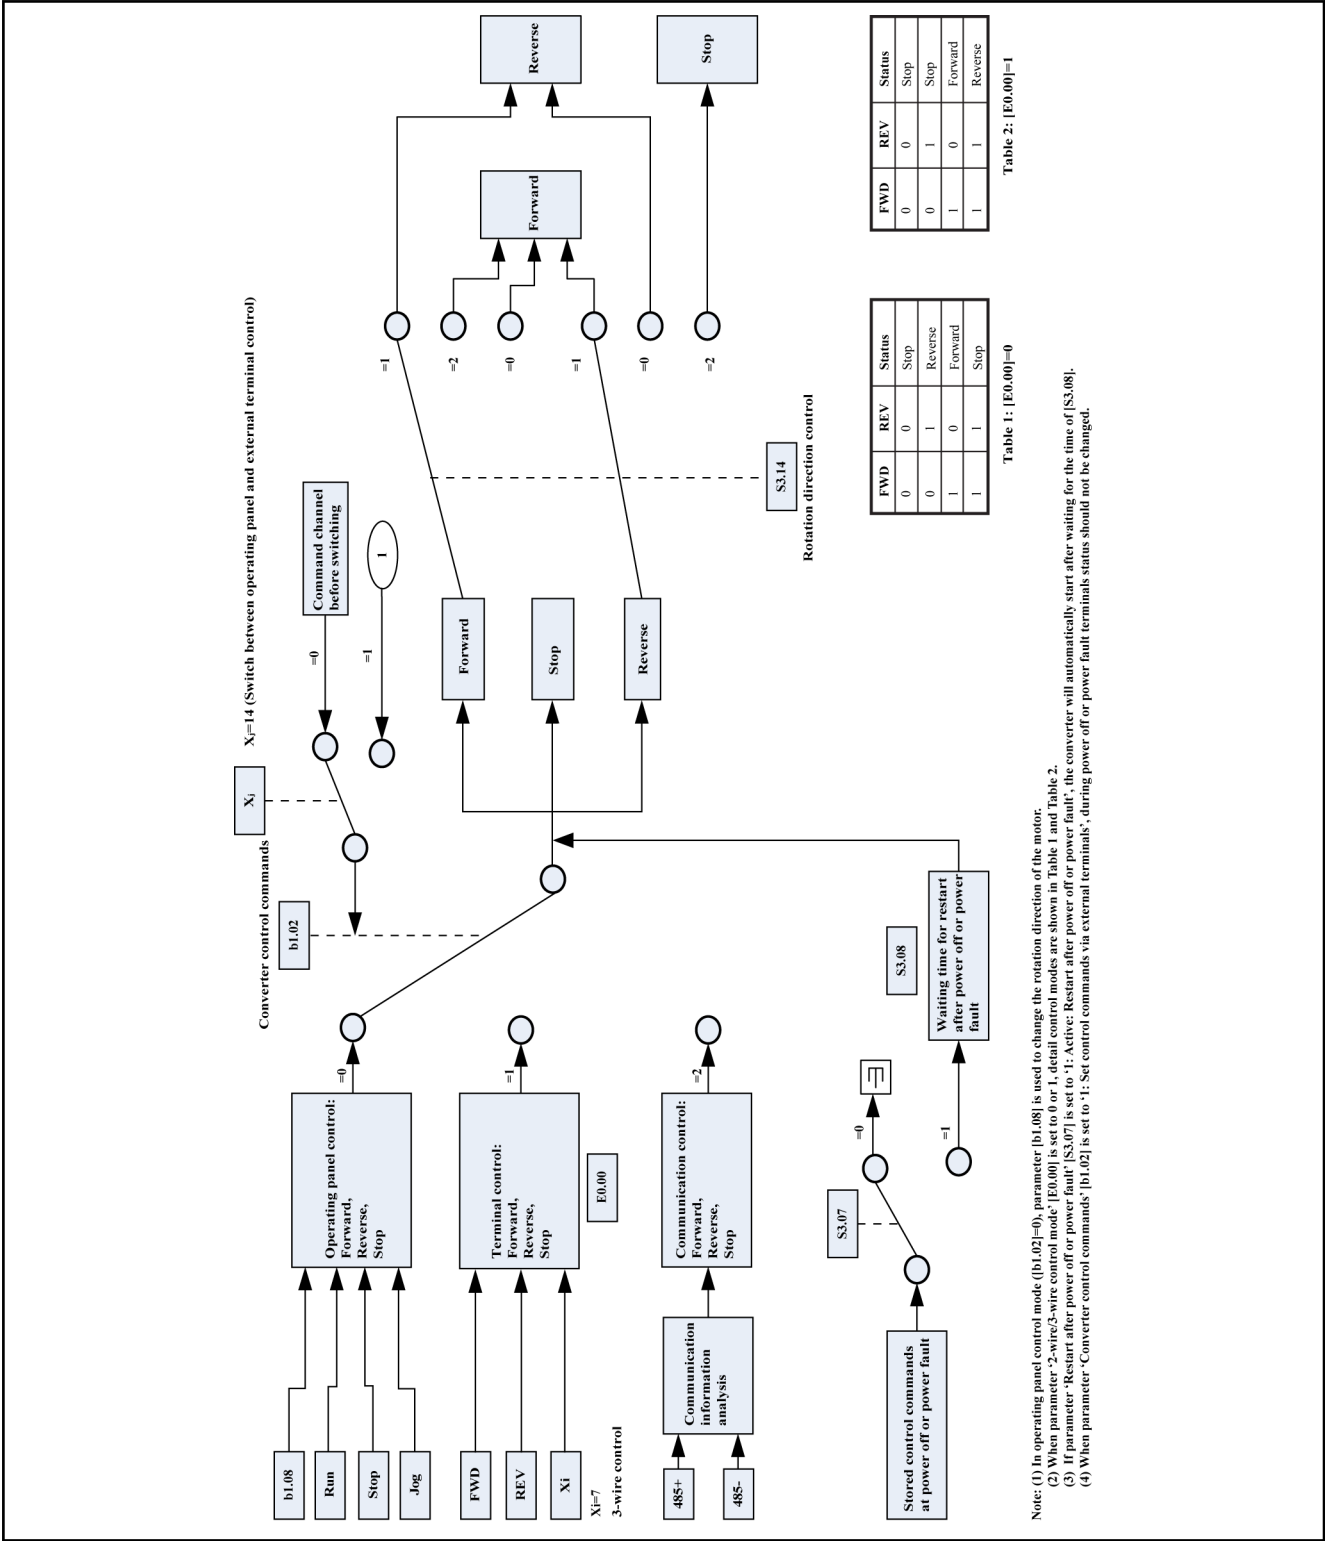 b1.08
Run
Stop
Jog
FWD
REV
Xi
Xi=7
3-wire control
485+
485-
Communication
information
analysis
Stored control commands
at power off or power fault
Operating panel control:
Forward,
Reverse,
Stop
=0
Terminal control:
Forward,
Reverse,
Stop
=1
E0.00
Communication control:
Forward,
Reverse,
Stop
=2
S3.07
=0
E
=1
S3.08
Waiting time for restart
after power off or power
fault
Converter control commands
b1.02
Xj
Xj=14 (Switch between operating panel and external terminal control)
=0
Command channel
before switching
=1
1
Forward
Stop
Reverse
S3.14
Rotation direction control
=1
=2
=0
=1
=0
=2
Forward
Reverse
Stop
FWD REV Status
0 0 Stop
0 1 Reverse
1 0 Forward
1 1 Stop
Table 1: [E0.00]=0
FWD REV Status
0 0 Stop
0 1 Stop
1 0 Forward
1 1 Reverse
Table 2: [E0.00]=1
Note: (1) In operating panel control mode ([b1.02]=0), parameter [b1.08] is used to change the rotation direction of the motor.
(2) When parameter ‘2-wire/3-wire control mode’ [E0.00] is set to 0 or 1, detail control modes are shown in Table 1 and Table 2.
(3) If parameter ‘Restart after power off or power fault’ [S3.07] is set to ‘1: Active: Restart after power off or power fault’, the converter will automatically start after waiting for the time of [S3.08].
(4) When parameter ‘Converter control commands’ [b1.02] is set to ‘1: Set control commands via external terminals’, during power off or power fault terminals status should not be changed.